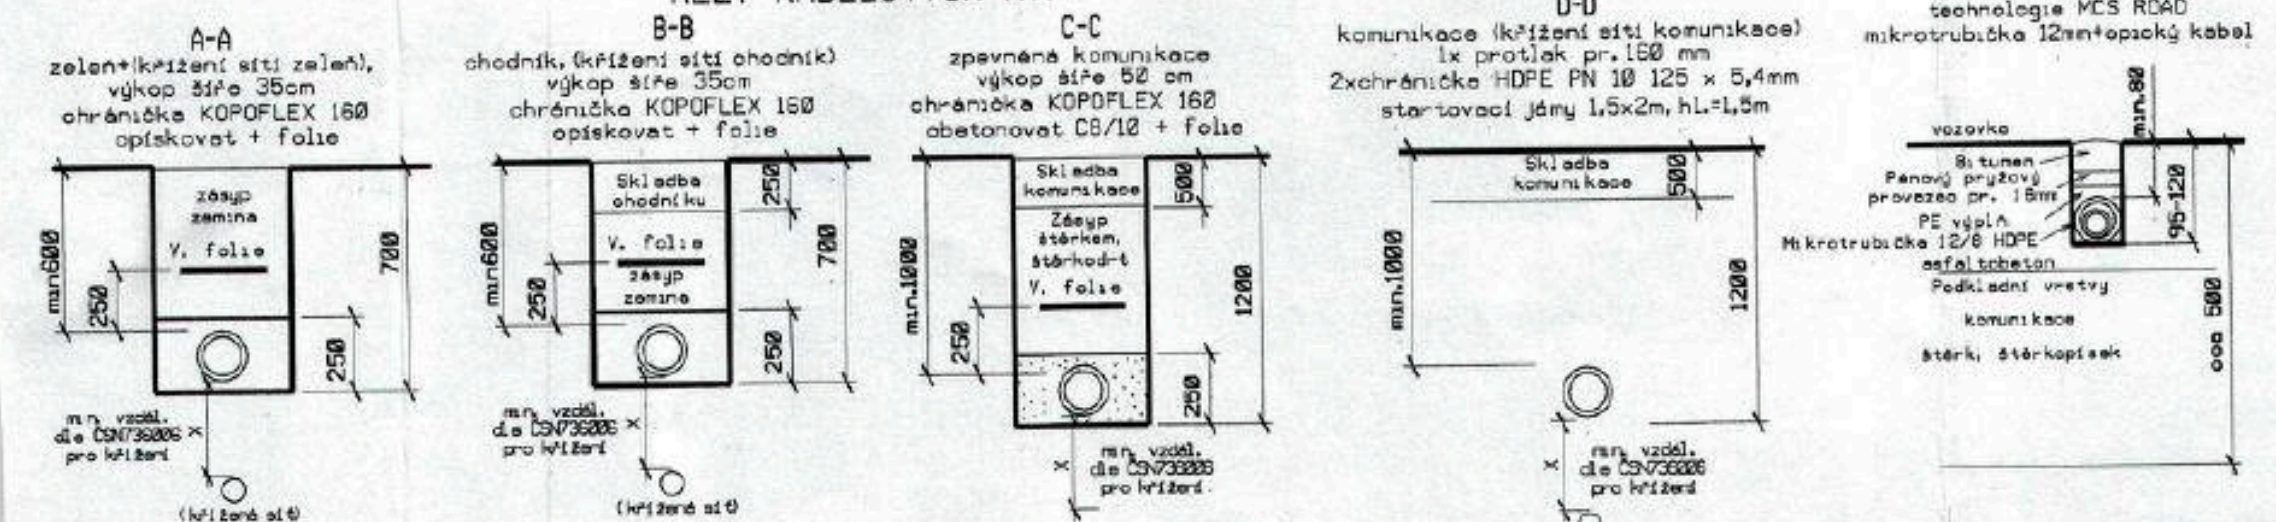 A-A
zeleň+(křížení sítí zeleň),
výkop šíře 35cm
chránička KOPOFLEX 160
opískovat + folie
zásyp
zemina
V. folie
min600
250
700
250
min. vzdál.
dle ČSN736006
pro křížení
(křížená síť)
B-B
chodník, (křížení sítí chodník)
výkop šíře 35cm
chránička KOPOFLEX 160
opískovat + folie
Skladba
chodníku
V. folie
zásyp
zemina
min600
250
250
700
250
min. vzdál.
dle ČSN736006
pro křížení
(křížená síť)
C-C
zpevněná komunikace
výkop šíře 50 cm
chránička KOPOFLEX 160
obetonovat C8/10 + folie
Skladba
komunikace
Zásyp
štěrkem,
štěrkodrt
V. folie
min.1000
250
500
1200
250
min. vzdál.
dle ČSN736006
pro křížení
D-D
komunikace (křížení sítí komunikace)
1x protlak pr.160 mm
2xchránička HDPE PN 10 125 x 5,4mm
startovací jámy 1,5x2m, hl.=1,5m
Skladba
komunikace
500
min.1000
1200
min. vzdál.
dle ČSN736006
pro křížení
technologie MCS ROAD
mikrotrubička 12mm+opický kabel
min.80
vozovka
Bitumen
Pěnový pryžový
provazec pr. 16mm
PE výplň
Mikrotrubička 12/8 HDPE
95-120
asfaltobeton
Podkladní vrstvy
komunikace
štěrk, štěrkopísek
500